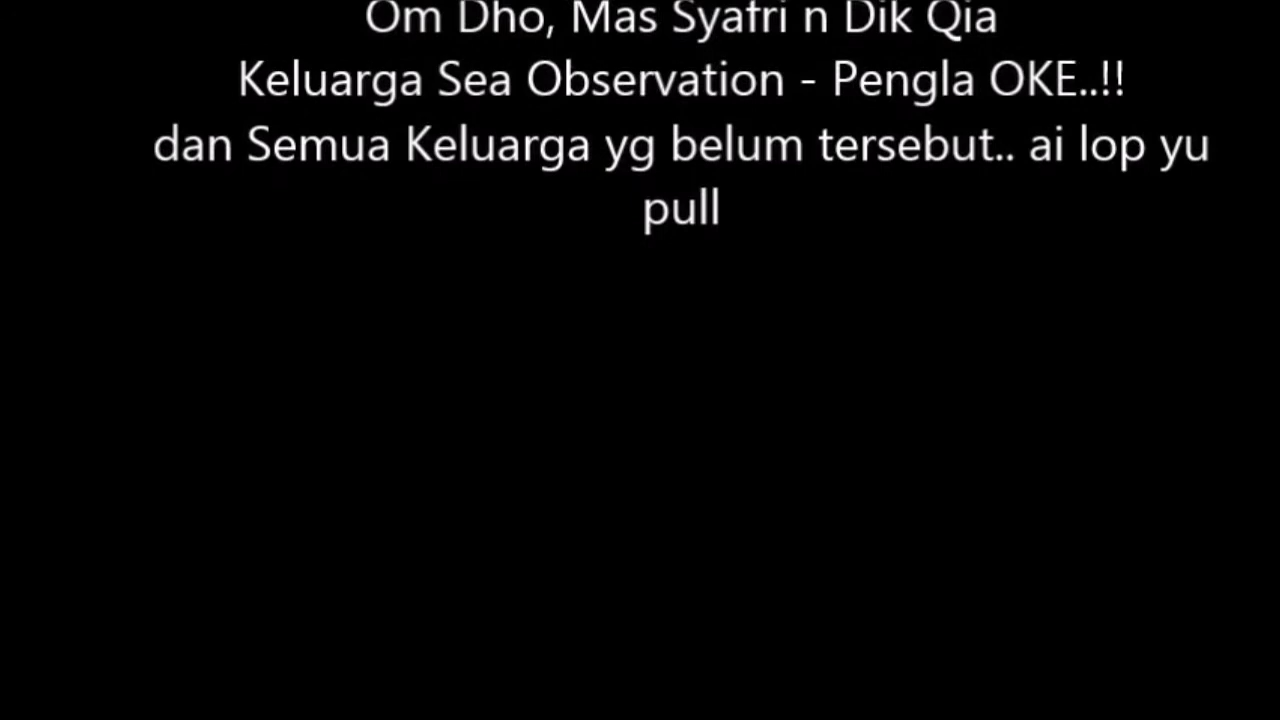 Om Dho, Mas Syafri n Dik Qia
Keluarga Sea Observation - Pengla OKE..!!
dan Semua Keluarga yg belum tersebut.. ai lop yu
pull